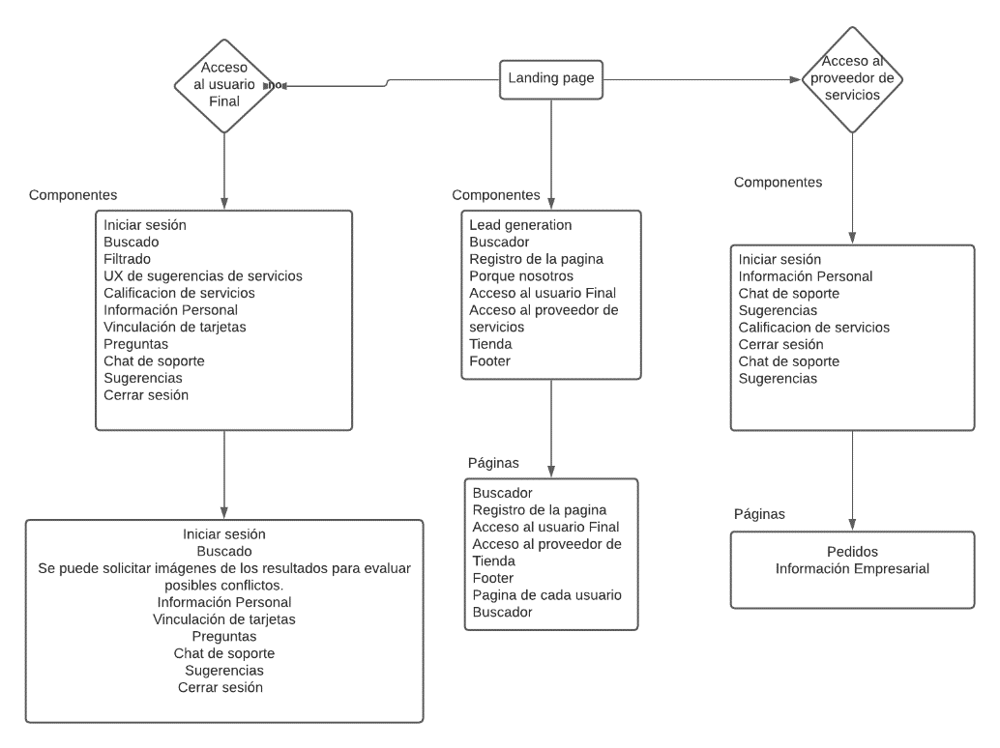 Acceso
al usuario
Final
no
Landing page
Acceso al
proveedor de
servicios
Componentes
Iniciar sesión
Buscado
Filtrado
UX de sugerencias de servicios
Calificacion de servicios
Información Personal
Vinculación de tarjetas
Preguntas
Chat de soporte
Sugerencias
Cerrar sesión
Componentes
Lead generation
Buscador
Registro de la pagina
Porque nosotros
Acceso al usuario Final
Acceso al proveedor de
servicios
Tienda
Footer
Componentes
Iniciar sesión
Información Personal
Chat de soporte
Sugerencias
Calificacion de servicios
Cerrar sesión
Chat de soporte
Sugerencias
Iniciar sesión
Buscado
Se puede solicitar imágenes de los resultados para evaluar
posibles conflictos.
Información Personal
Vinculación de tarjetas
Preguntas
Chat de soporte
Sugerencias
Cerrar sesión
Páginas
Buscador
Registro de la pagina
Acceso al usuario Final
Acceso al proveedor de
Tienda
Footer
Pagina de cada usuario
Buscador
Páginas
Pedidos
Información Empresarial